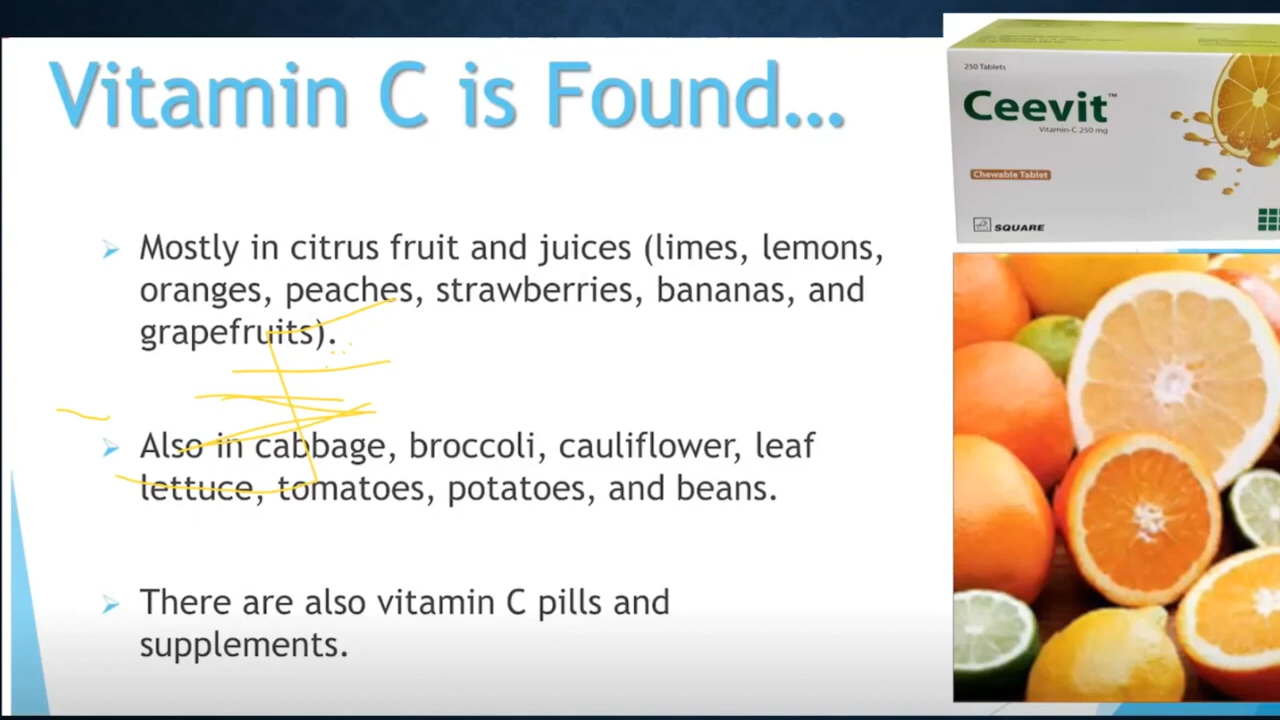 Vitamin C is Found...
Mostly in citrus fruit and juices (limes, lemons,
oranges, peaches, strawberries, bananas, and
grapefruits).
Also in cabbage, broccoli, cauliflower, leaf
lettuce, tomatoes, potatoes, and beans.
There are also vitamin C pills and
supplements.
250 Tablets
Ceevit™
Vitamin-C 250 mg
Chewable Tablet
SQUARE